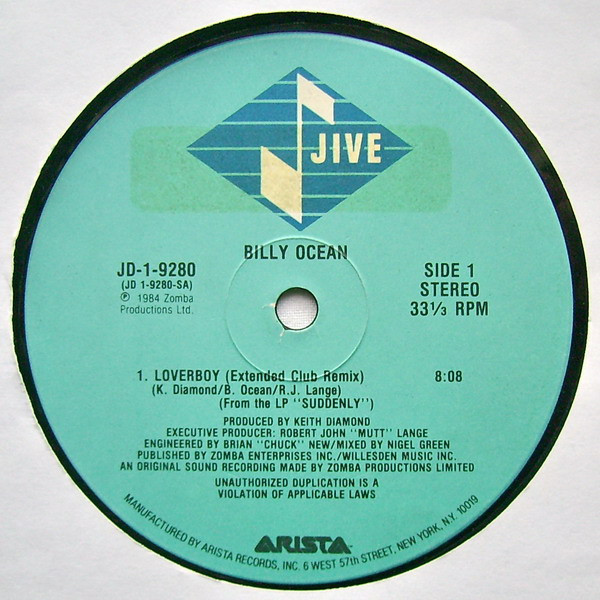 JIVE
BILLY OCEAN
JD-1-9280
(JD 1-9280-SA)
Ⓟ 1984 Zomba
Productions Ltd.
SIDE 1
STEREO
33⅓ RPM
1. LOVERBOY (Extended Club Remix) 8:08
(K. Diamond/B. Ocean/R.J. Lange)
(From the LP "SUDDENLY")
PRODUCED BY KEITH DIAMOND
EXECUTIVE PRODUCER: ROBERT JOHN "MUTT" LANGE
ENGINEERED BY BRIAN "CHUCK" NEW/MIXED BY NIGEL GREEN
PUBLISHED BY ZOMBA ENTERPRISES INC./WILLESDEN MUSIC INC.
AN ORIGINAL SOUND RECORDING MADE BY ZOMBA PRODUCTIONS LIMITED
UNAUTHORIZED DUPLICATION IS A
VIOLATION OF APPLICABLE LAWS
ARISTA
MANUFACTURED BY ARISTA RECORDS, INC. 6 WEST 57th STREET, NEW YORK, N.Y. 10019